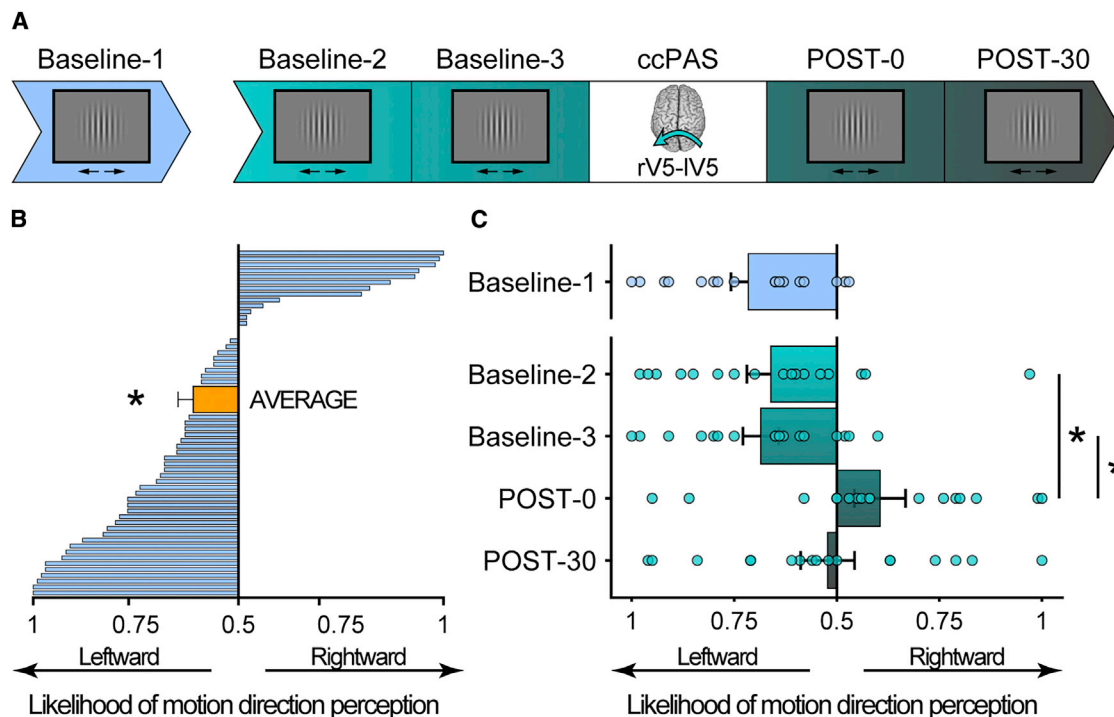 A
Baseline-1 Baseline-2 Baseline-3 ccPAS POST-0 POST-30
rV5-lV5
B
* AVERAGE
1 0.75 0.5 0.75 1
Leftward Rightward
Likelihood of motion direction perception
C
Baseline-1
Baseline-2
Baseline-3
POST-0
POST-30
*
*
1 0.75 0.5 0.75 1
Leftward Rightward
Likelihood of motion direction perception